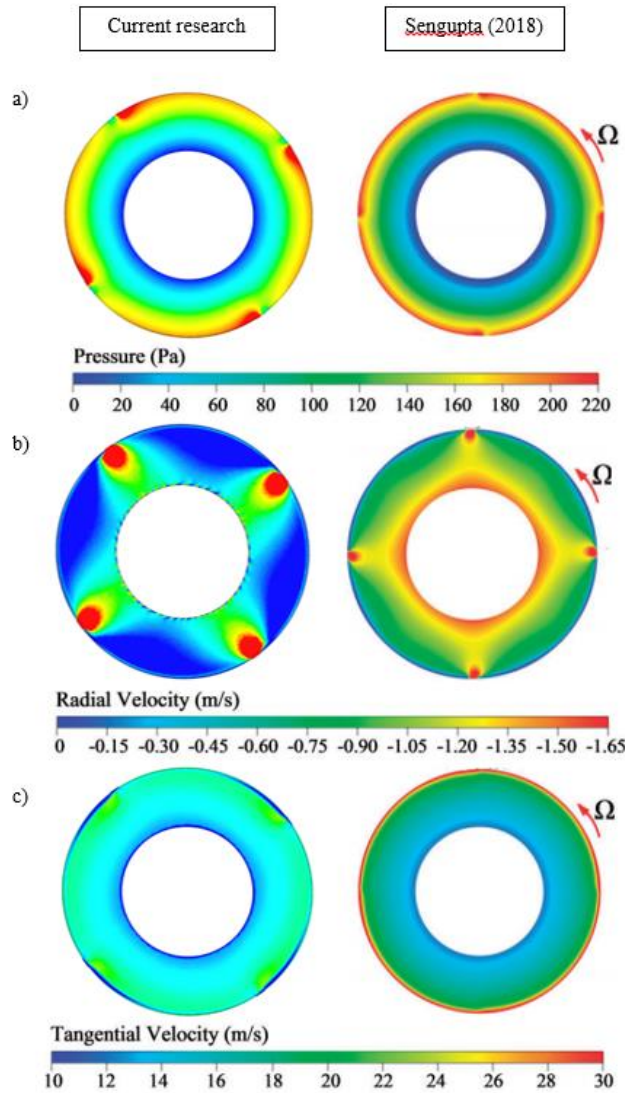 Current research
Sengupta (2018)
a)
Ω
Pressure (Pa)
0 20 40 60 80 100 120 140 160 180 200 220
b)
Ω
Radial Velocity (m/s)
0 -0.15 -0.30 -0.45 -0.60 -0.75 -0.90 -1.05 -1.20 -1.35 -1.50 -1.65
c)
Ω
Tangential Velocity (m/s)
10 12 14 16 18 20 22 24 26 28 30